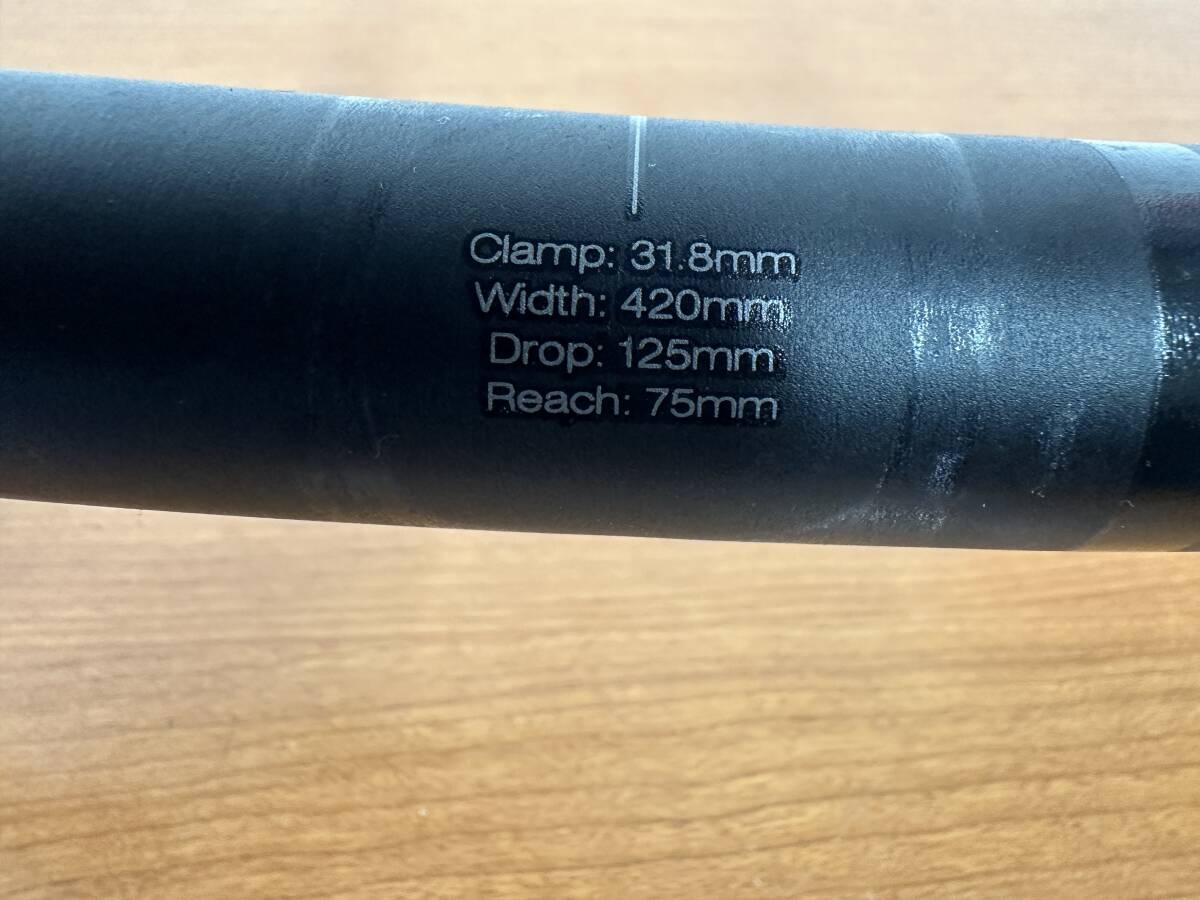 Clamp: 31.8mm
Width: 420mm
Drop: 125mm
Reach: 75mm